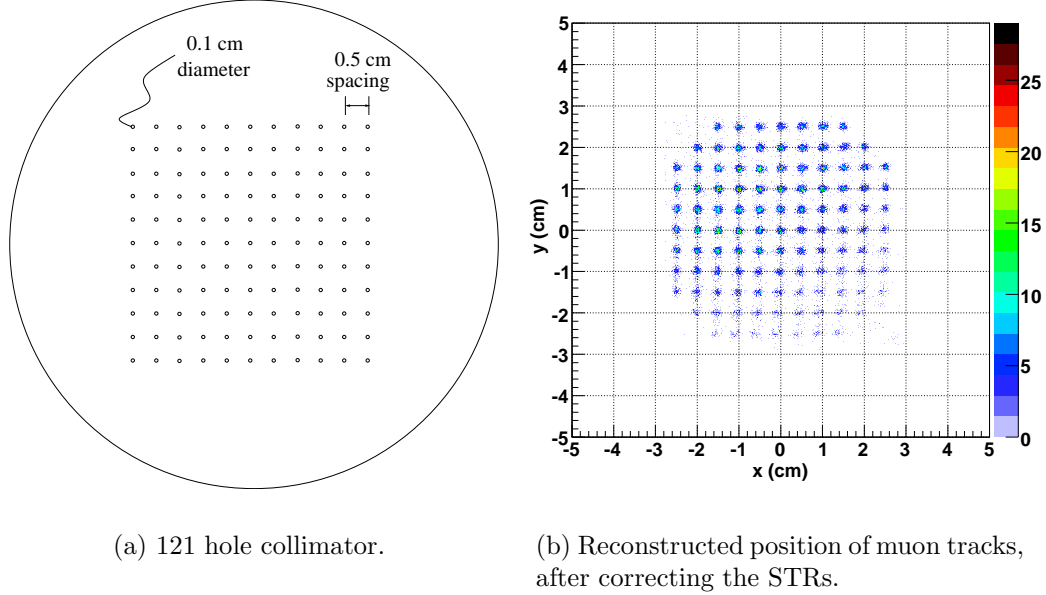 0.1 cm
diameter
0.5 cm
spacing
(a) 121 hole collimator.
5
4
3
2
1
0
-1
-2
-3
-4
-5
y (cm)
-5 -4 -3 -2 -1 0 1 2 3 4 5
x (cm)
25
20
15
10
5
0
(b) Reconstructed position of muon tracks,
after correcting the STRs.